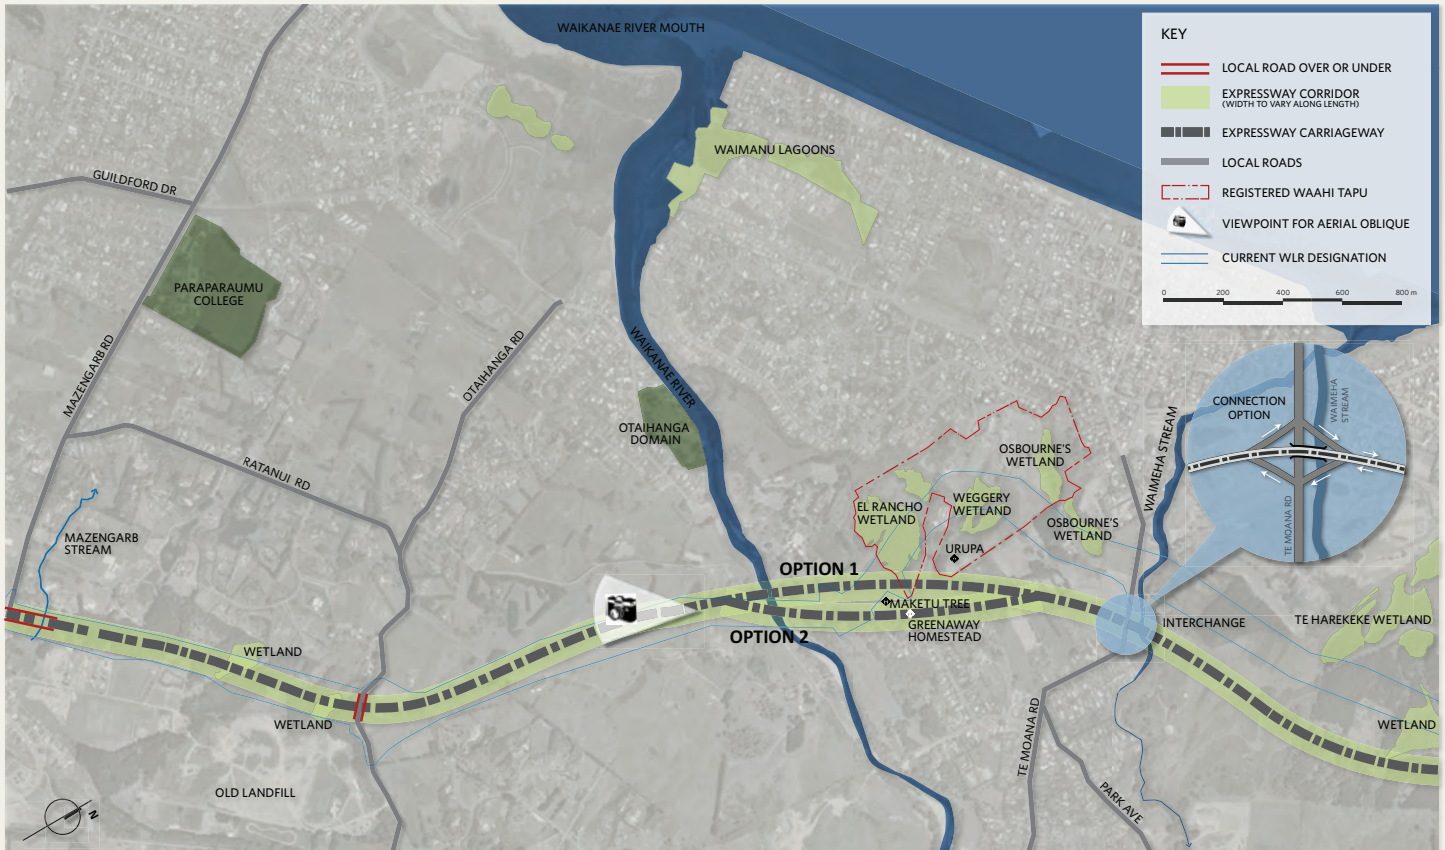 WAIKANAE RIVER MOUTH
KEY
LOCAL ROAD OVER OR UNDER
EXPRESSWAY CORRIDOR
(WIDTH TO VARY ALONG LENGTH)
EXPRESSWAY CARRIAGEWAY
LOCAL ROADS
REGISTERED WAAHI TAPU
VIEWPOINT FOR AERIAL OBLIQUE
CURRENT WLR DESIGNATION
0 200 400 600 800 m
WAIMANU LAGOONS
GUILDFORD DR
PARAPARAUMU
COLLEGE
MAZENGARB RD
OTAIHANGA RD
WAIKANAE RIVER
OTAIHANGA
DOMAIN
RATANUI RD
MAZENGARB
STREAM
OSBOURNE'S
WETLAND
EL RANCHO
WETLAND
WEGGERY
WETLAND
OSBOURNE'S
WETLAND
URUPA
WAIMEHA STREAM
CONNECTION
OPTION
WAIMEHA
STREAM
TE MOANA RD
OPTION 1
MAKETU TREE
GREENAWAY
HOMESTEAD
OPTION 2
INTERCHANGE
TE HAREKEKE WETLAND
WETLAND
WETLAND
WETLAND
TE MOANA RD
PARK AVE
OLD LANDFILL
N